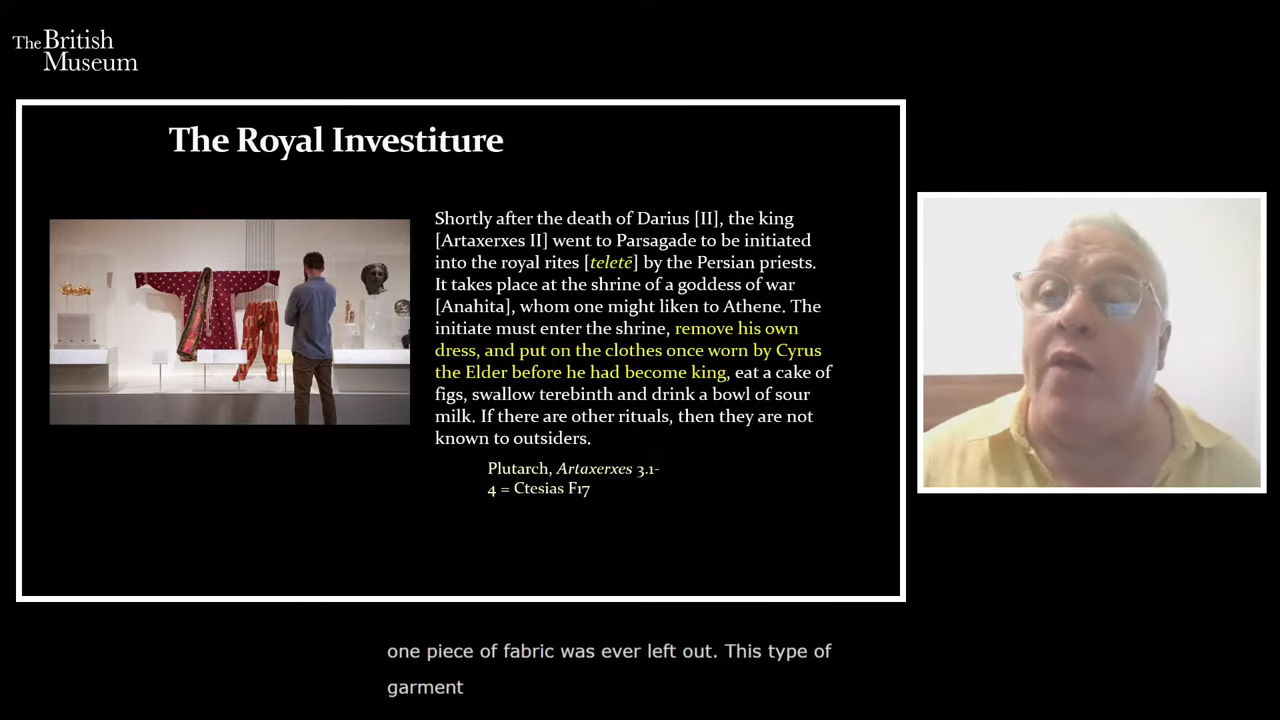 The British
Museum
The Royal Investiture
Shortly after the death of Darius [II], the king
[Artaxerxes II] went to Parsagade to be initiated
into the royal rites [teletē] by the Persian priests.
It takes place at the shrine of a goddess of war
[Anahita], whom one might liken to Athene. The
initiate must enter the shrine, remove his own
dress, and put on the clothes once worn by Cyrus
the Elder before he had become king, eat a cake of
figs, swallow terebinth and drink a bowl of sour
milk. If there are other rituals, then they are not
known to outsiders.
Plutarch, Artaxerxes 3.1-
4 = Ctesias F17
one piece of fabric was ever left out. This type of
garment